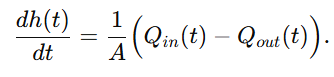 dh(t)/dt = 1/A (Q_in(t) − Q_out(t)).